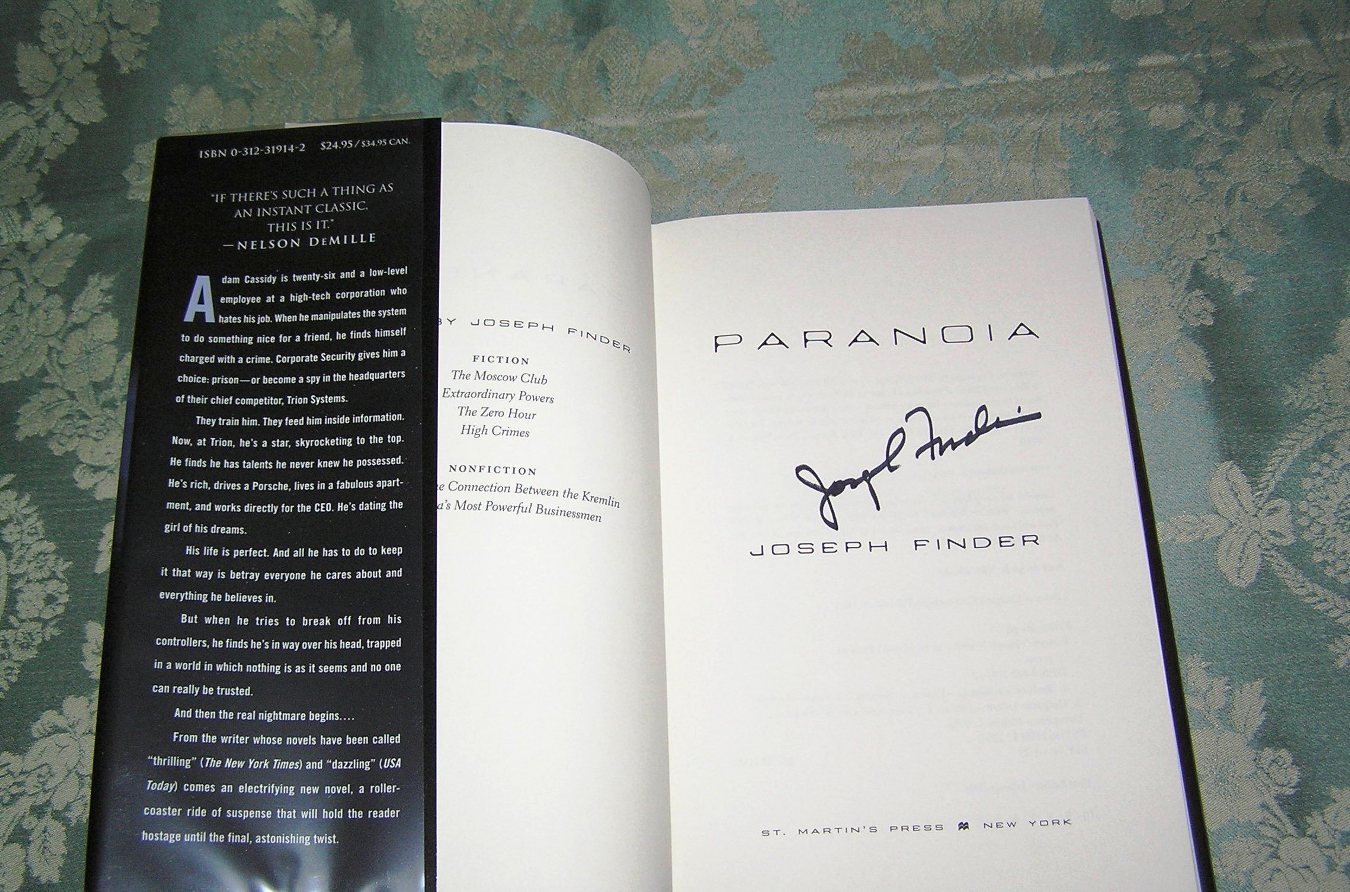 ISBN 0-312-31914-2 $24.95/$34.95 CAN.
"IF THERE'S SUCH A THING AS
AN INSTANT CLASSIC,
THIS IS IT."
—NELSON DEMILLE
Adam Cassidy is twenty-six and a low-level
employee at a high-tech corporation who
hates his job. When he manipulates the system
to do something nice for a friend, he finds himself
charged with a crime. Corporate Security gives him a
choice: prison—or become a spy in the headquarters
of their chief competitor, Trion Systems.
They train him. They feed him inside information.
Now, at Trion, he's a star, skyrocketing to the top.
He finds he has talents he never knew he possessed.
He's rich, drives a Porsche, lives in a fabulous apart-
ment, and works directly for the CEO. He's dating the
girl of his dreams.
His life is perfect. And all he has to do to keep
it that way is betray everyone he cares about and
everything he believes in.
But when he tries to break off from his
controllers, he finds he's in way over his head, trapped
in a world in which nothing is as it seems and no one
can really be trusted.
And then the real nightmare begins....
From the writer whose novels have been called
"thrilling" (The New York Times) and "dazzling" (USA
Today) comes an electrifying new novel, a roller-
coaster ride of suspense that will hold the reader
hostage until the final, astonishing twist.
BY JOSEPH FINDER
FICTION
The Moscow Club
Extraordinary Powers
The Zero Hour
High Crimes
NONFICTION
Connection Between the Kremlin
Most Powerful Businessmen
PARANOIA
Joseph Finder
JOSEPH FINDER
ST. MARTIN'S PRESS NEW YORK